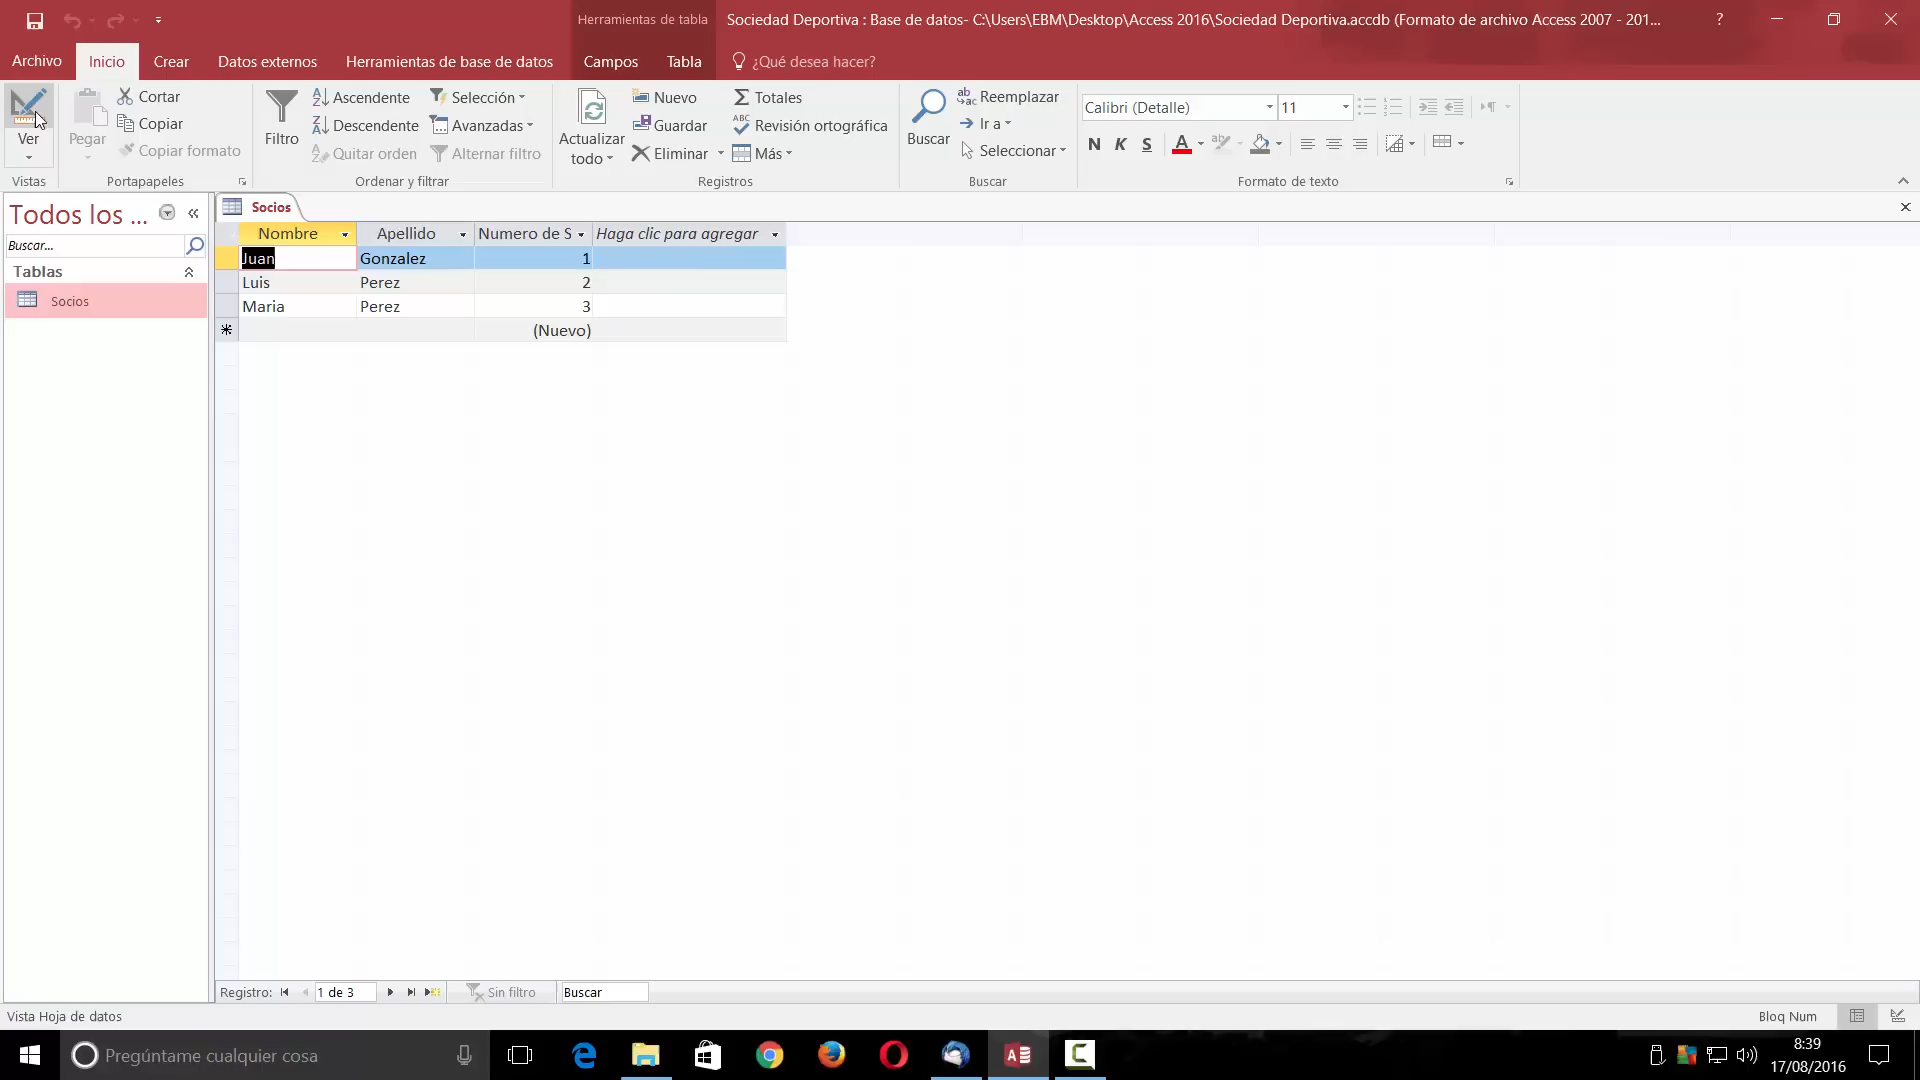 Herramientas de tabla
Sociedad Deportiva : Base de datos- C:\Users\EBM\Desktop\Access 2016\Sociedad Deportiva.accdb (Formato de archivo Access 2007 - 201...
?
Archivo
Inicio
Crear
Datos externos
Herramientas de base de datos
Campos
Tabla
¿Qué desea hacer?
Ver
Vistas
Pegar
Cortar
Copiar
Copiar formato
Portapapeles
Filtro
Ascendente
Descendente
Quitar orden
Selección
Avanzadas
Alternar filtro
Ordenar y filtrar
Actualizar
todo
Nuevo
Guardar
Eliminar
Totales
Revisión ortográfica
Más
Registros
Buscar
Reemplazar
Ir a
Seleccionar
Buscar
Calibri (Detalle)
11
N K S A
Formato de texto
Todos los ...
Buscar...
Tablas
Socios
Socios
Nombre Apellido Numero de S Haga clic para agregar
Juan Gonzalez 1
Luis Perez 2
Maria Perez 3
(Nuevo)
Registro: 1 de 3 Sin filtro Buscar
Vista Hoja de datos
Bloq Num
Pregúntame cualquier cosa
8:39
17/08/2016